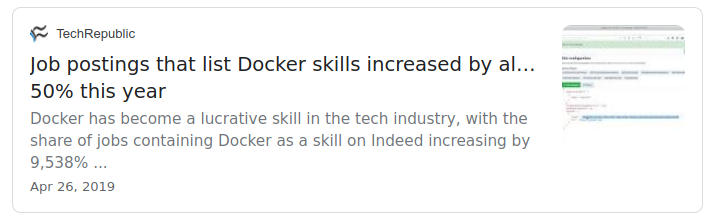 TechRepublic
Job postings that list Docker skills increased by al...
50% this year
Docker has become a lucrative skill in the tech industry, with the
share of jobs containing Docker as a skill on Indeed increasing by
9,538% ...
Apr 26, 2019